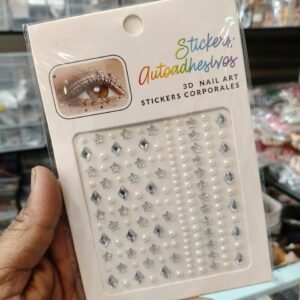 Stickers
Autoadhesivos
3D NAIL ART
STICKERS CORPORALES